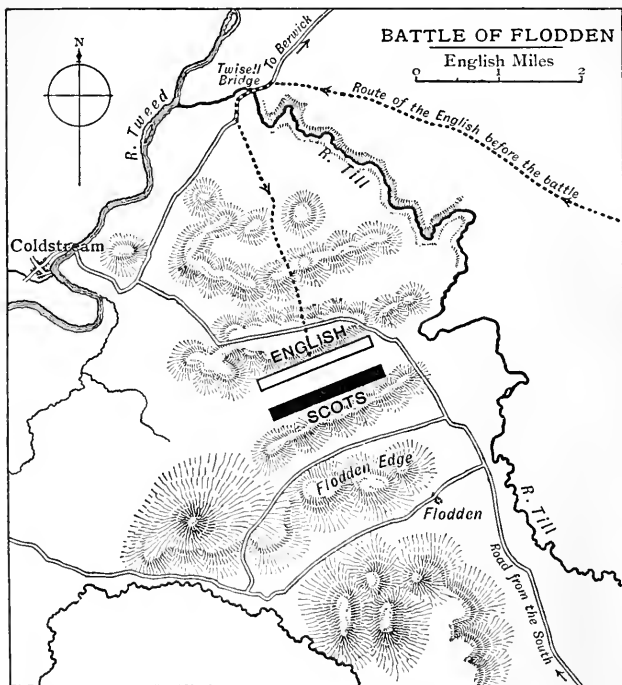 BATTLE OF FLODDEN
English Miles
0 1 2
N
To Berwick
Twisell
Bridge
R. Tweed
Route of the English before the battle
R. Till
Coldstream
ENGLISH
SCOTS
Flodden Edge
Flodden
R. Till
Road from the South